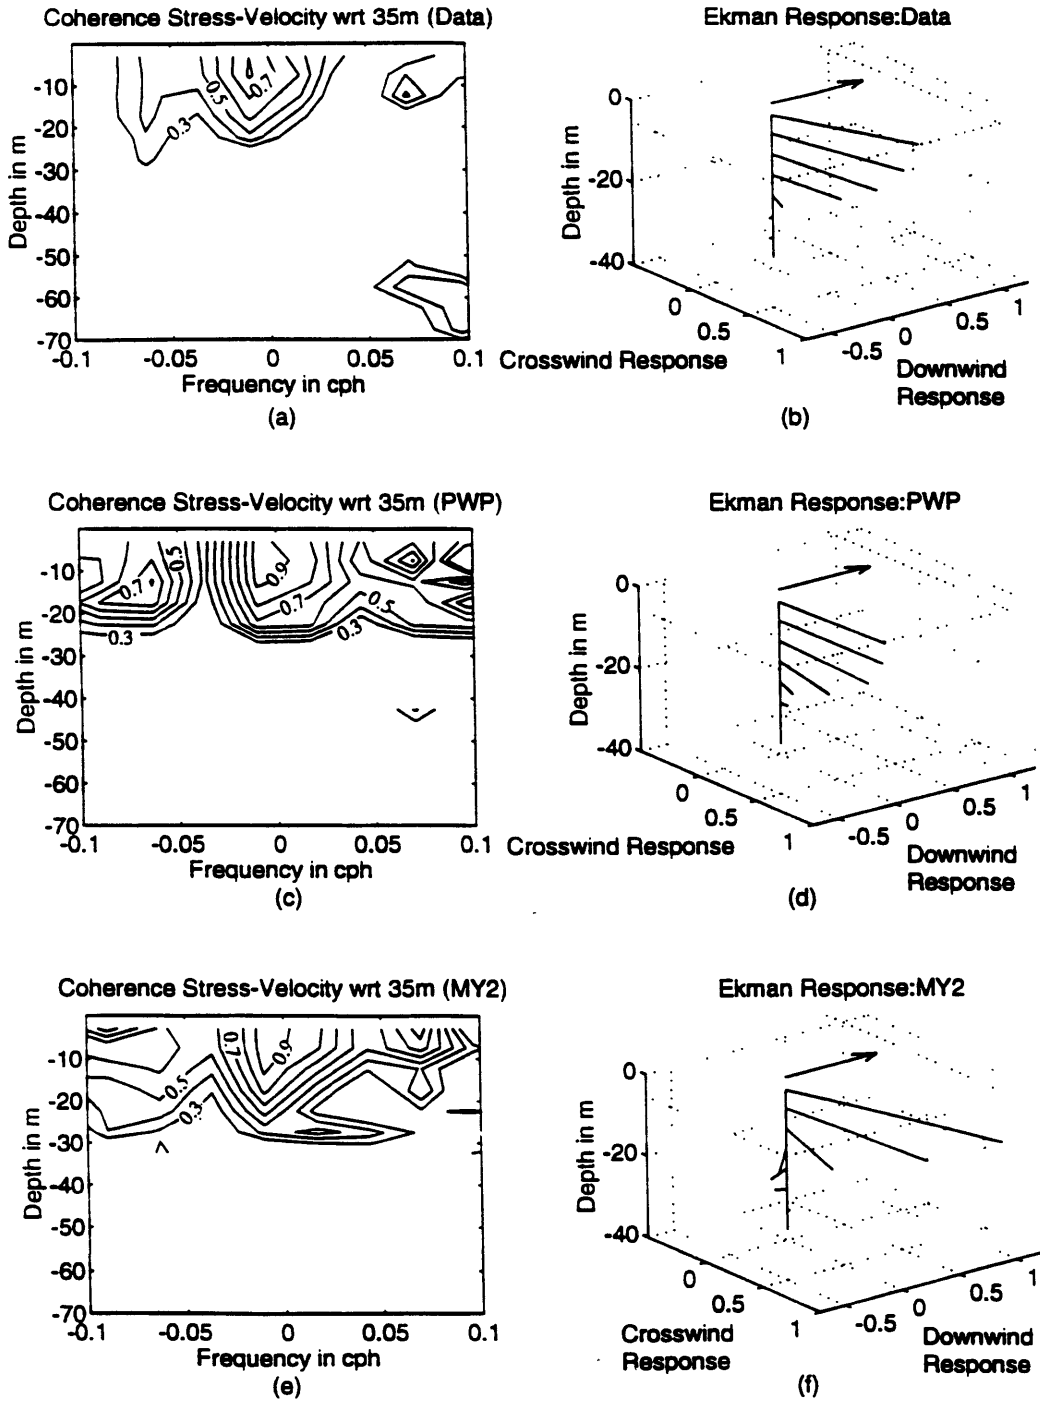 Coherence Stress-Velocity wrt 35m (Data)
-10
-20
-30
-40
-50
-60
-70
Depth in m
0.3
0.5
0.7
-0.1 -0.05 0 0.05 0.1
Frequency in cph
(a)
Ekman Response:Data
0
-20
-40
Depth in m
0
0.5
1
Crosswind Response
-0.5
0
0.5
1
Downwind
Response
(b)
Coherence Stress-Velocity wrt 35m (PWP)
-10
-20
-30
-40
-50
-60
-70
Depth in m
0.7
0.5
0.3
0.9
0.7
0.5
0.3
-0.1 -0.05 0 0.05 0.1
Frequency in cph
(c)
Ekman Response:PWP
0
-20
-40
Depth in m
0
0.5
1
Crosswind Response
-0.5
0
0.5
1
Downwind
Response
(d)
Coherence Stress-Velocity wrt 35m (MY2)
-10
-20
-30
-40
-50
-60
-70
Depth in m
0.7
0.9
0.5
0.3
-0.1 -0.05 0 0.05 0.1
Frequency in cph
(e)
Ekman Response:MY2
0
-20
-40
Depth in m
0
0.5
1
Crosswind
Response
-0.5
0
0.5
1
Downwind
Response
(f)